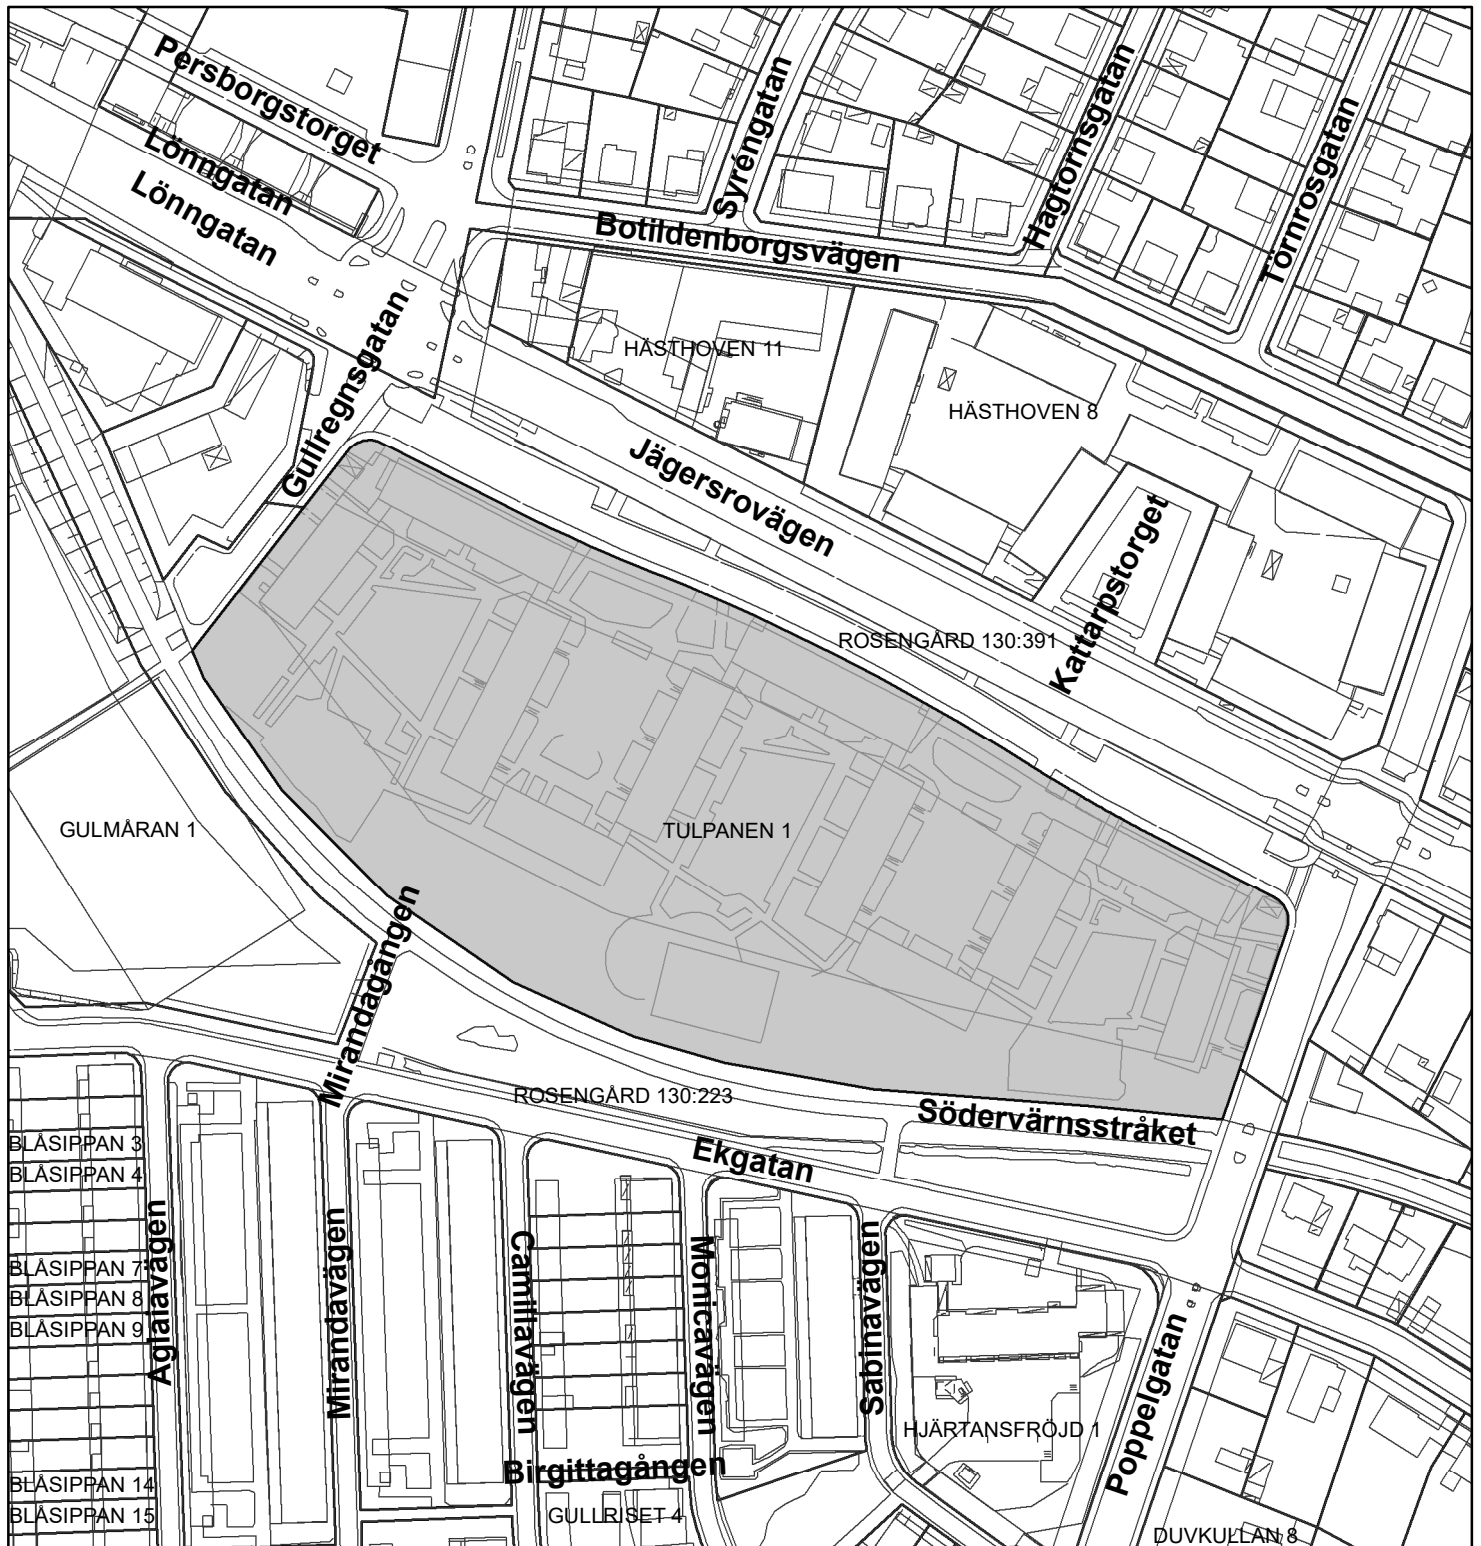 Persborgstorget
Lönngatan
Lönngatan
Syréngatan
Hagtornsgatan
Törnrosgatan
Botildenborgsvägen
Gullregnsgatan
HÄSTHOVEN 11
HÄSTHOVEN 8
Jägersrovägen
Kattarpstorget
ROSENGÅRD 130:391
GULMÅRAN 1
TULPANEN 1
Mirandagången
ROSENGÅRD 130:223
Södervärnsstråket
Ekgatan
BLÅSIPPAN 3
BLÅSIPPAN 4
BLÅSIPPAN 7
BLÅSIPPAN 8
BLÅSIPPAN 9
BLÅSIPPAN 14
BLÅSIPPAN 15
Aglaiavägen
Mirandavägen
Camillavägen
Monicavägen
Sabinavägen
Poppelgatan
HJÄRTANSFRÖJD 1
Birgittagången
GULLRISET 4
DUVKULLAN 8